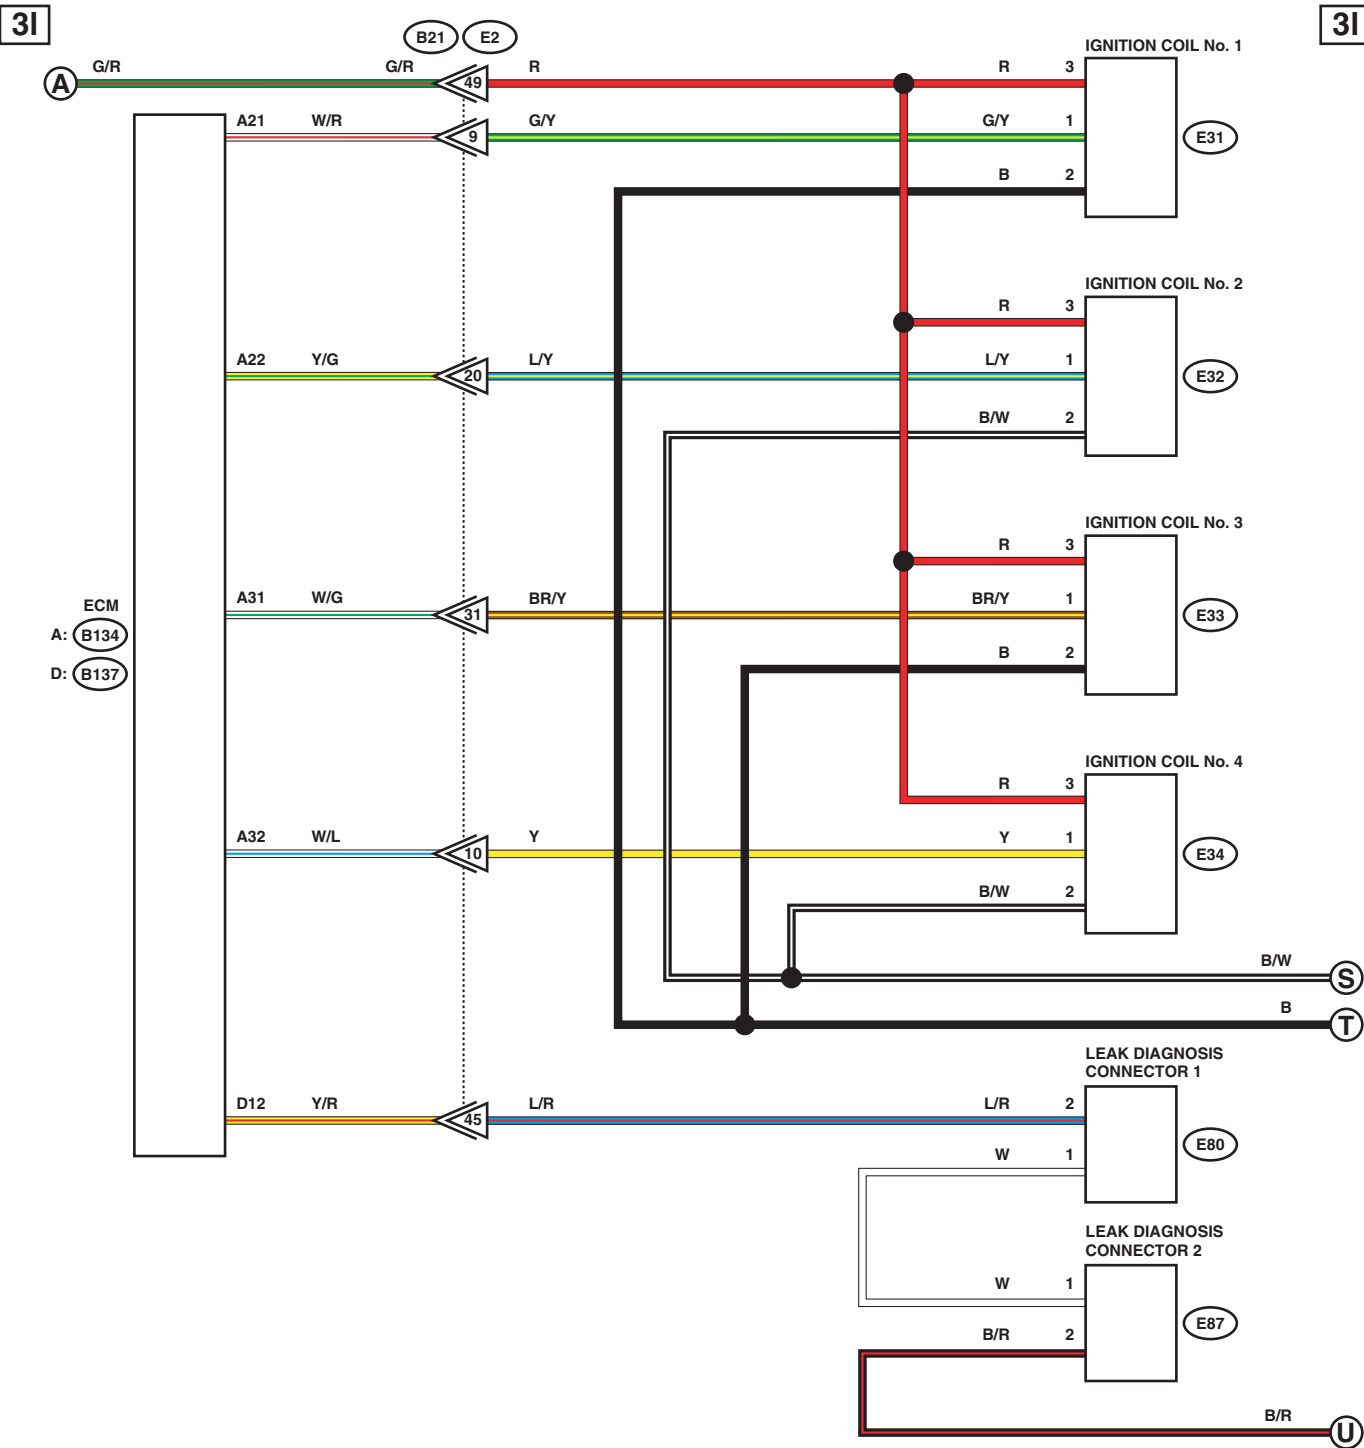 3I
3I
B21 E2
IGNITION COIL No. 1
A G/R G/R 49 R R 3
A21 W/R 9 G/Y G/Y 1
E31
B 2
IGNITION COIL No. 2
R 3
A22 Y/G 20 L/Y L/Y 1
E32
B/W 2
IGNITION COIL No. 3
R 3
A31 W/G 31 BR/Y BR/Y 1
E33
ECM
A: B134
D: B137
B 2
IGNITION COIL No. 4
R 3
A32 W/L 10 Y Y 1
E34
B/W 2
B/W S
B T
LEAK DIAGNOSIS
CONNECTOR 1
D12 Y/R 45 L/R L/R 2
E80
W 1
LEAK DIAGNOSIS
CONNECTOR 2
W 1
E87
B/R 2
B/R U